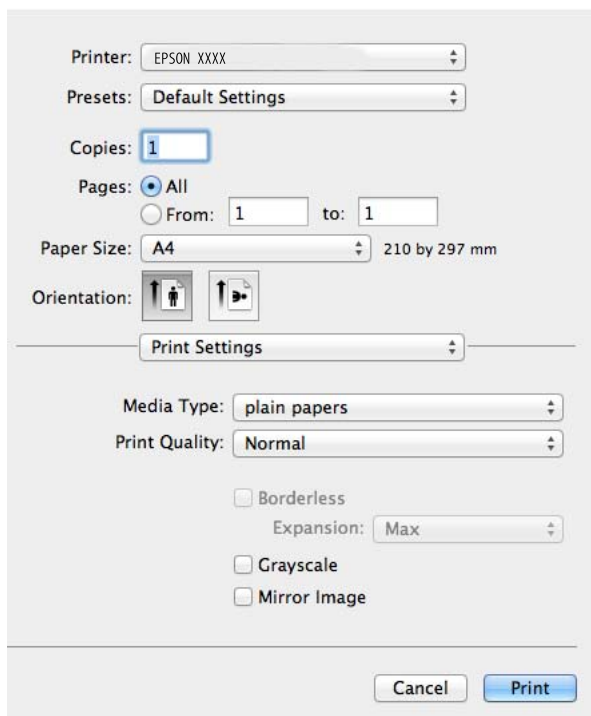 Printer: EPSON XXXX
Presets: Default Settings
Copies: 1
Pages: All
From: 1 to: 1
Paper Size: A4 210 by 297 mm
Orientation:
Print Settings
Media Type: plain papers
Print Quality: Normal
Borderless
Expansion: Max
Grayscale
Mirror Image
Cancel Print